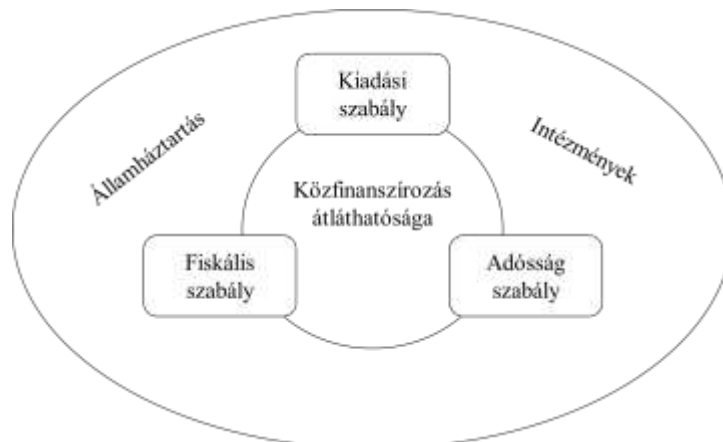 Kiadási
szabály
Államháztartás
Intézmények
Közfinanszírozás
átláthatósága
Fiskális
szabály
Adósság
szabály